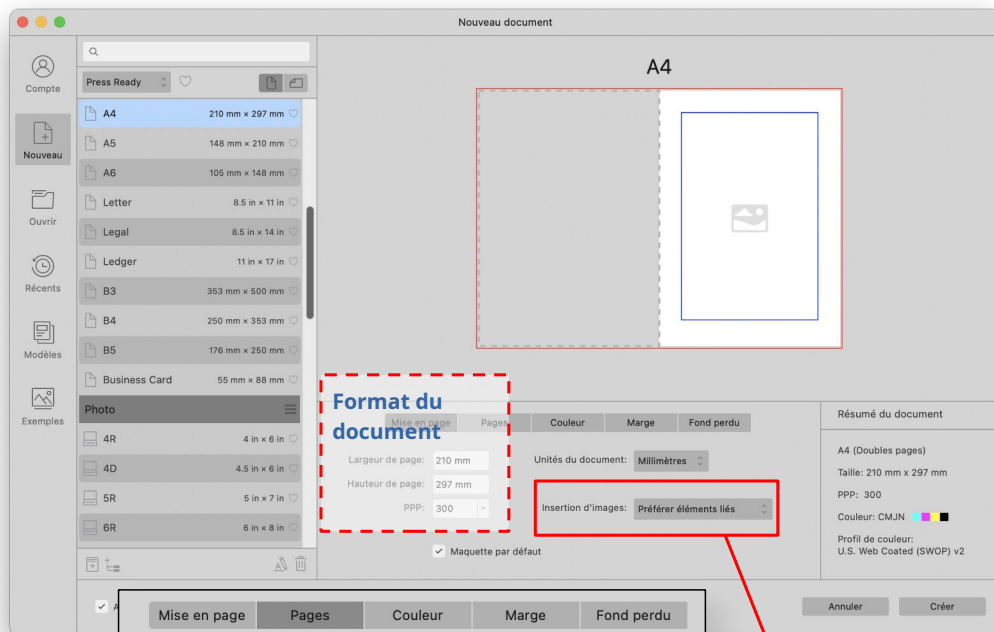 Nouveau document
Compte
Nouveau
Ouvrir
Récents
Modèles
Exemples
Press Ready
A4 210 mm × 297 mm
A5 148 mm × 210 mm
A6 105 mm × 148 mm
Letter 8.5 in × 11 in
Legal 8.5 in × 14 in
Ledger 11 in × 17 in
B3 353 mm × 500 mm
B4 250 mm × 353 mm
B5 176 mm × 250 mm
Business Card 55 mm × 88 mm
Photo
4R 4 in × 6 in
4D 4.5 in × 6 in
5R 5 in × 7 in
6R 6 in × 8 in
A4
Format du
document
Mise en page Pages Couleur Marge Fond perdu
Largeur de page: 210 mm
Hauteur de page: 297 mm
PPP: 300
Unités du document: Millimètres
Insertion d'images: Préférer éléments liés
Maquette par défaut
Résumé du document
A4 (Doubles pages)
Taille: 210 mm x 297 mm
PPP: 300
Couleur: CMJN
Profil de couleur:
U.S. Web Coated (SWOP) v2
Annuler Créer
Mise en page Pages Couleur Marge Fond perdu